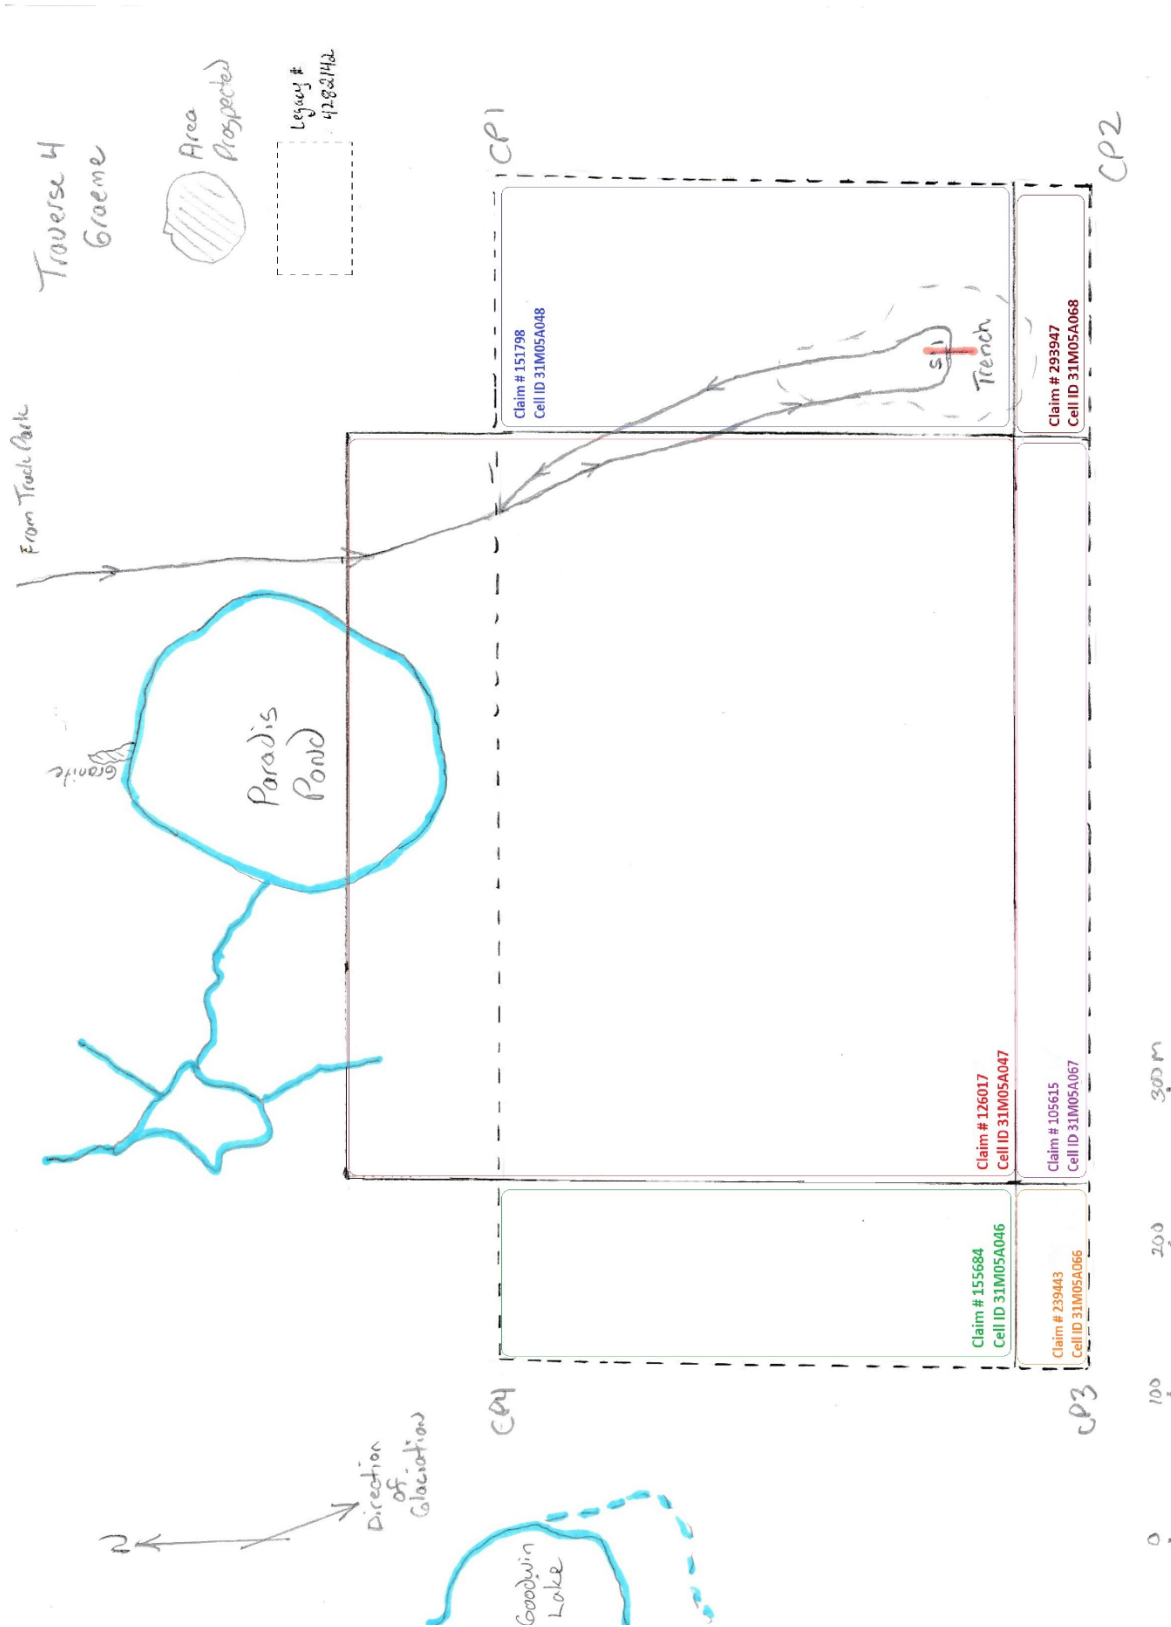 Traverse 4
Graeme
Area
Prospected
Legacy #
4282142
From Truck Park
Granite
Paradis
Pond
CP1
CP2
Claim # 151798
Cell ID 31M05A048
S 11
Trench
Claim # 293947
Cell ID 31M05A068
Claim # 126017
Cell ID 31M05A047
Claim # 105615
Cell ID 31M05A067
Claim # 155684
Cell ID 31M05A046
Claim # 239443
Cell ID 31M05A066
CP4
CP3
N
Direction
of
Glaciation
Goodwin
Lake
0 100 200 300 m